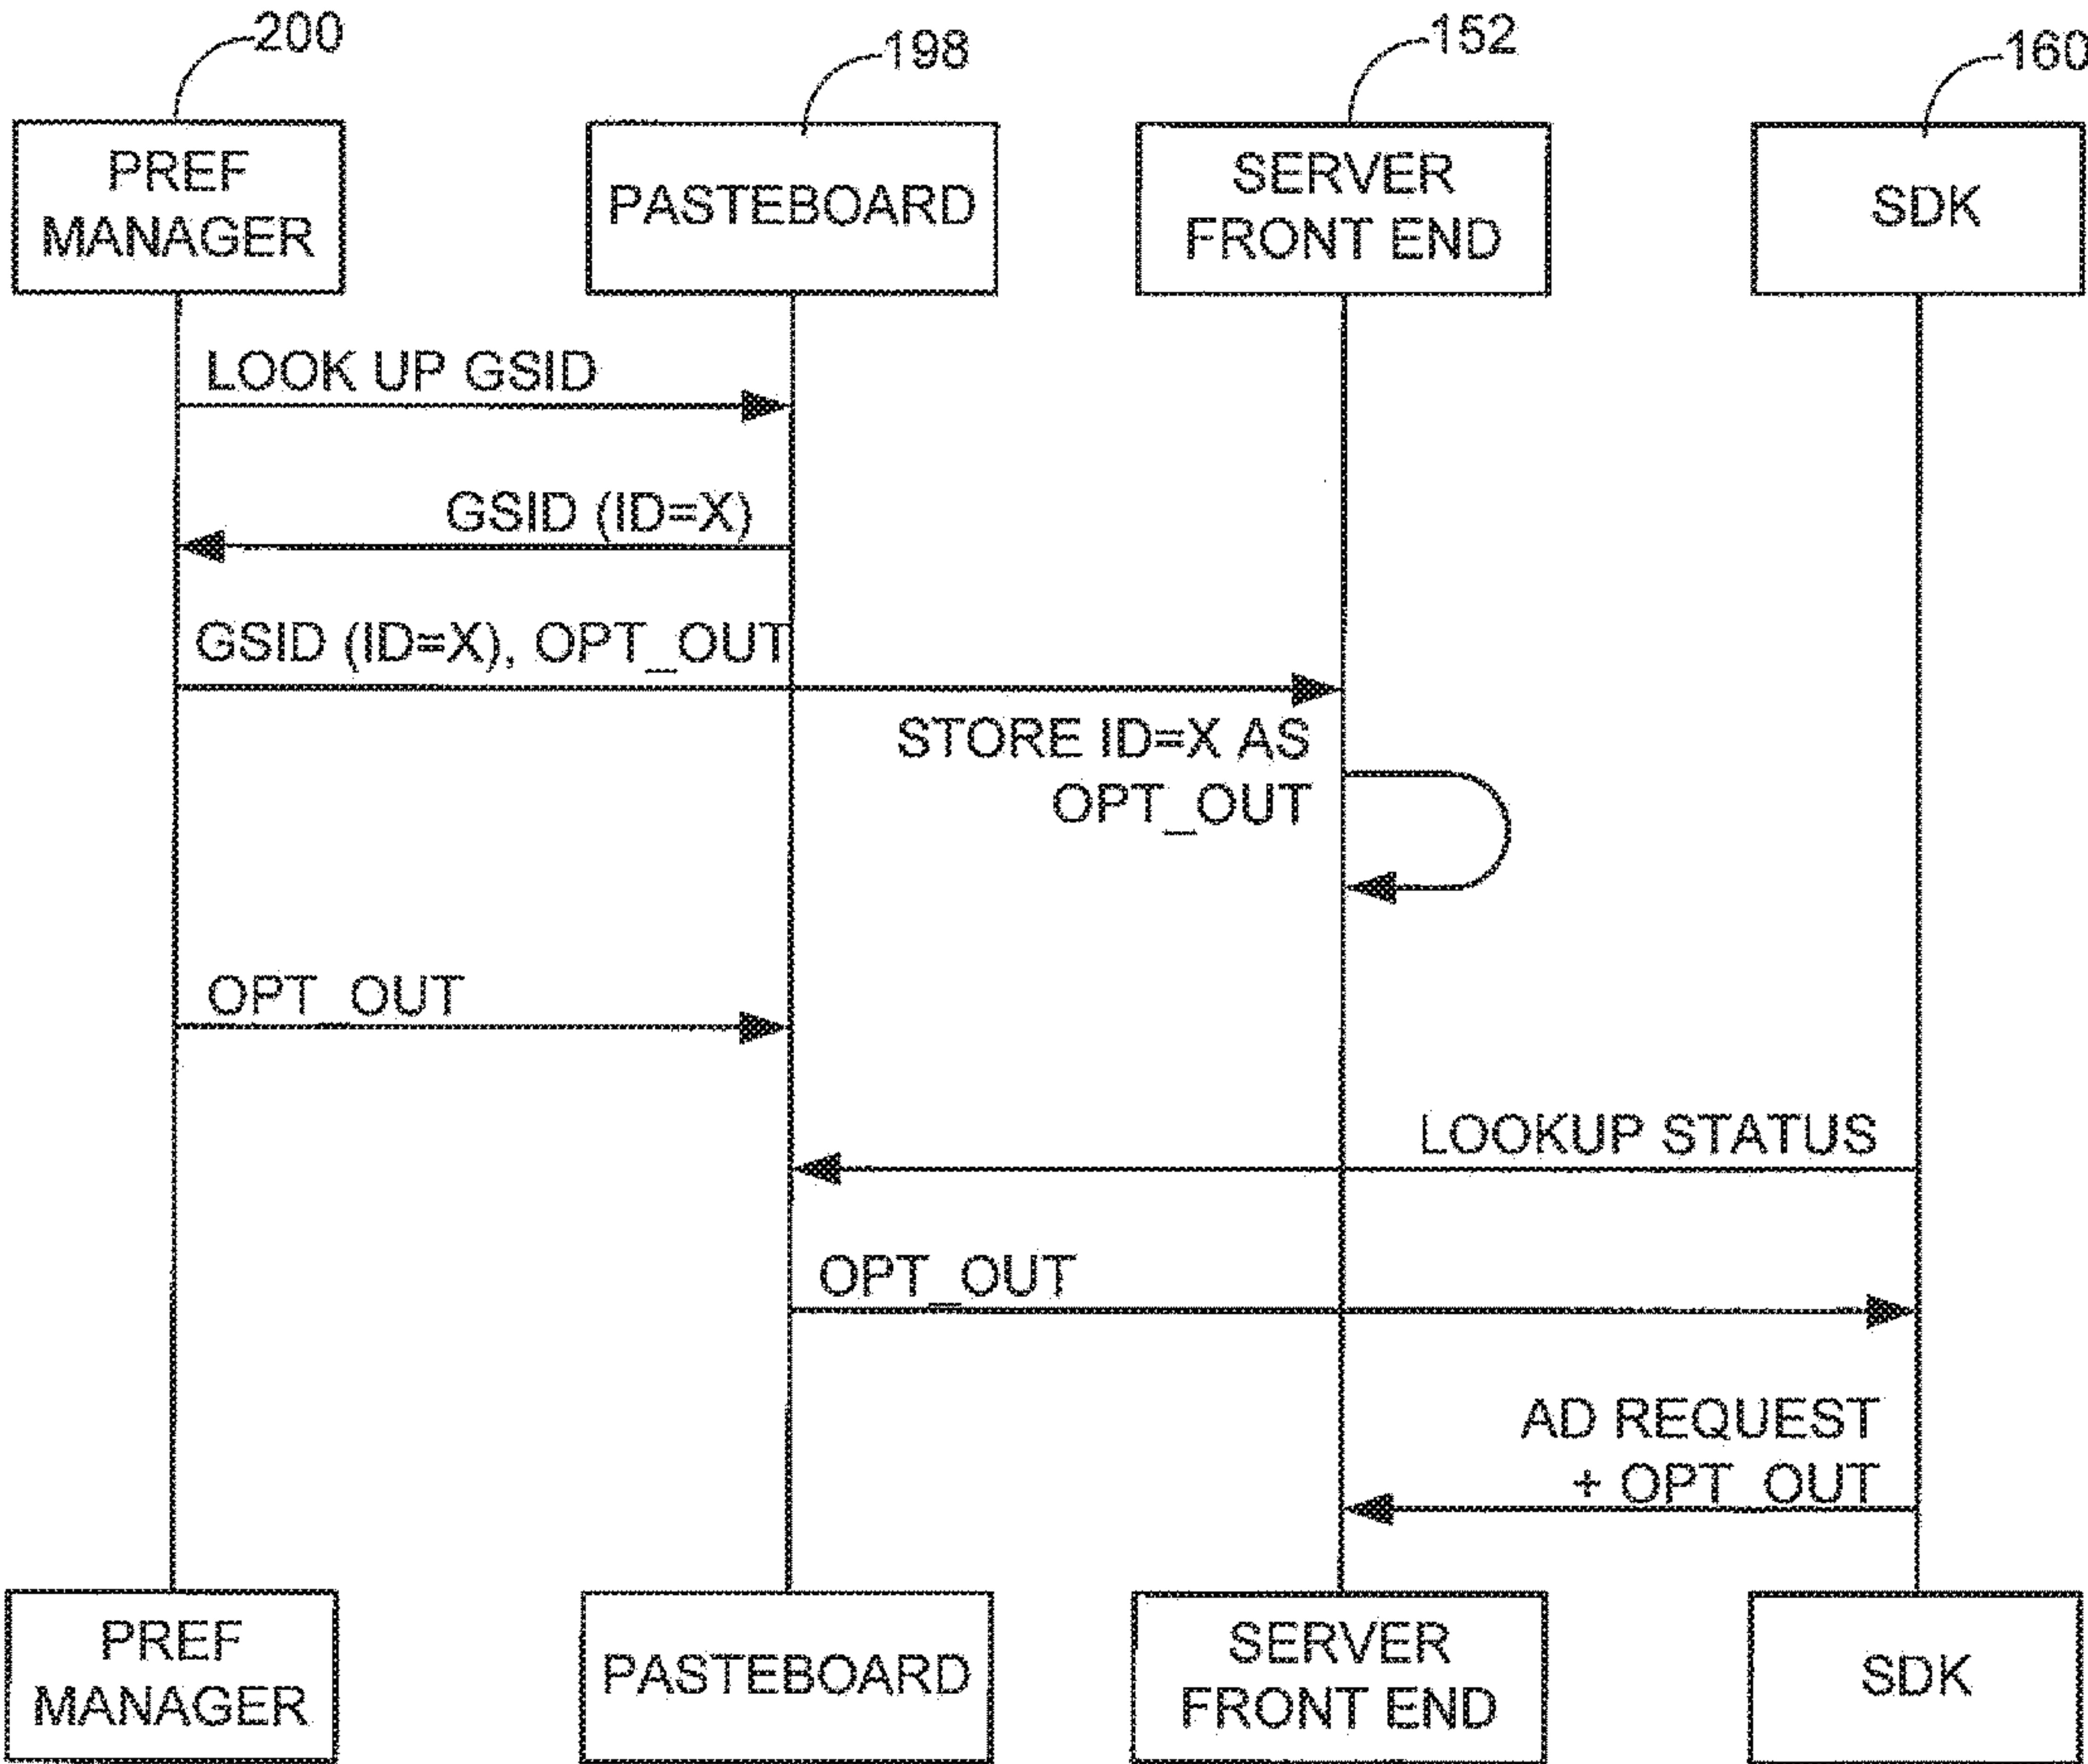 200
198
152
160
PREF
MANAGER
PASTEBOARD
SERVER
FRONT END
SDK
LOOK UP GSID
GSID (ID=X)
GSID (ID=X), OPT_OUT
STORE ID=X AS
OPT_OUT
OPT_OUT
LOOKUP STATUS
OPT_OUT
AD REQUEST
+ OPT_OUT
PREF
MANAGER
PASTEBOARD
SERVER
FRONT END
SDK